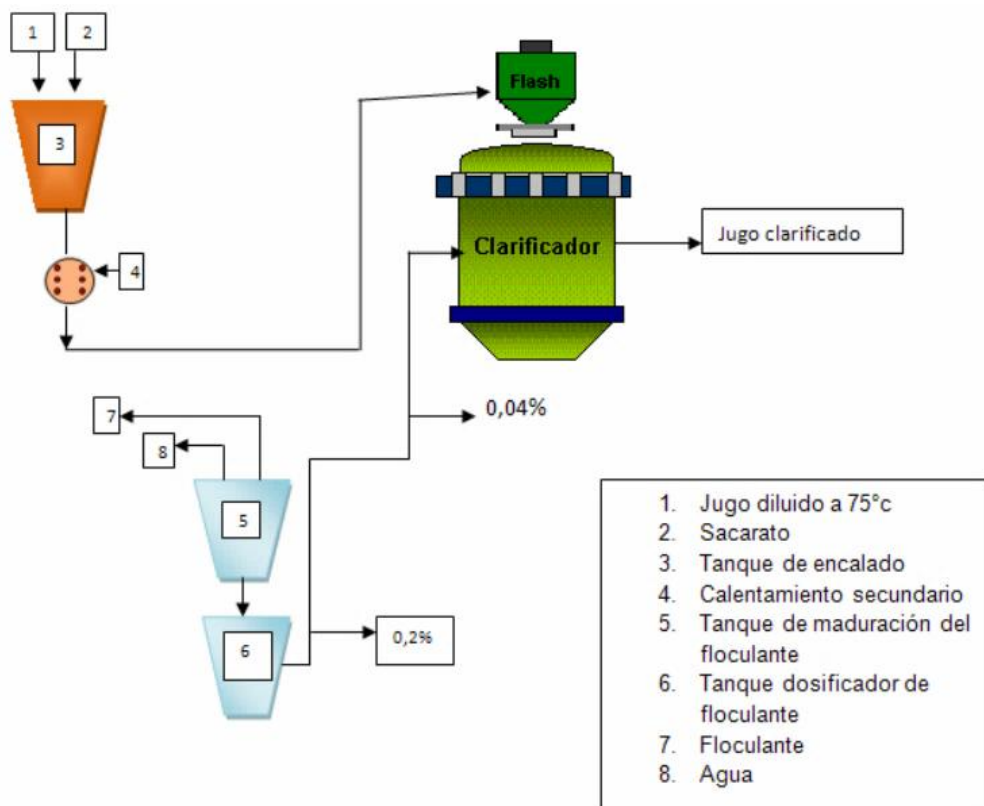 1
2
Flash
3
Clarificador
Jugo clarificado
4
0,04%
7
8
5
6
0,2%
1. Jugo diluido a 75°c
2. Sacarato
3. Tanque de encalado
4. Calentamiento secundario
5. Tanque de maduración del
floculante
6. Tanque dosificador de
floculante
7. Floculante
8. Agua